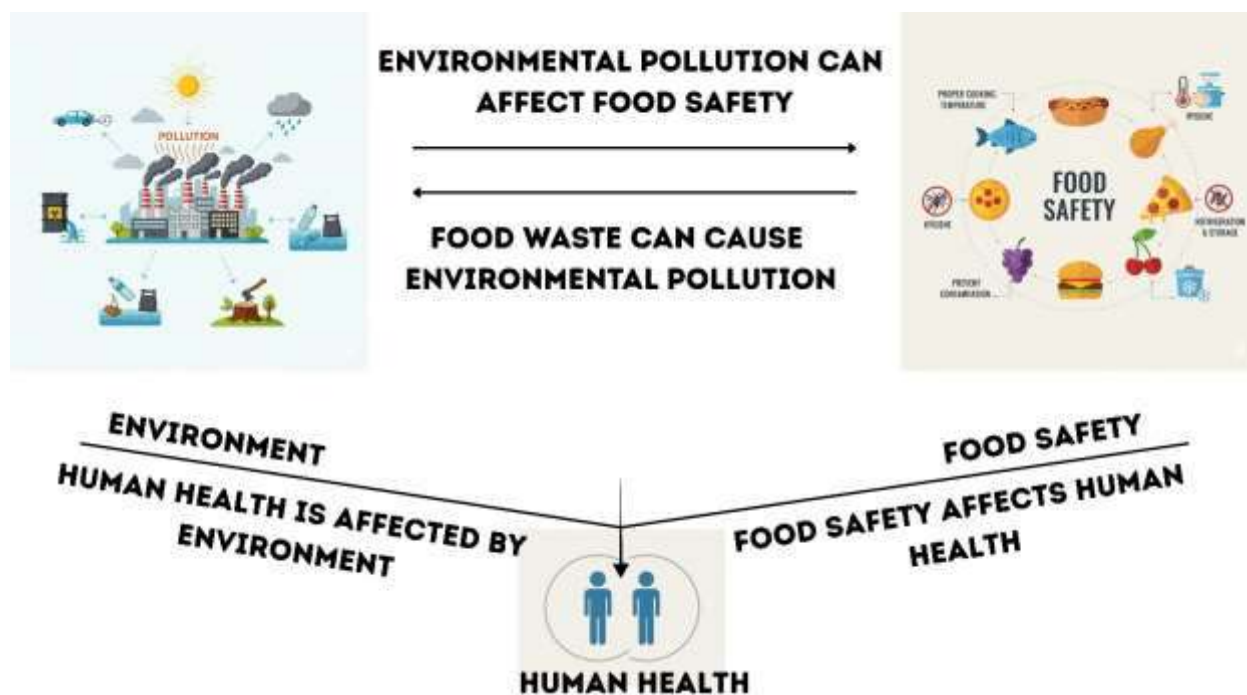 ENVIRONMENTAL POLLUTION CAN
AFFECT FOOD SAFETY
FOOD WASTE CAN CAUSE
ENVIRONMENTAL POLLUTION
POLLUTION
PROPER COOKING
TEMPERATURE
HYGIENE
FOOD
SAFETY
HYGIENE
REFRIGERATION
& STORAGE
PREVENT
CONTAMINATION
ENVIRONMENT
HUMAN HEALTH IS AFFECTED BY
ENVIRONMENT
FOOD SAFETY
FOOD SAFETY AFFECTS HUMAN
HEALTH
HUMAN HEALTH